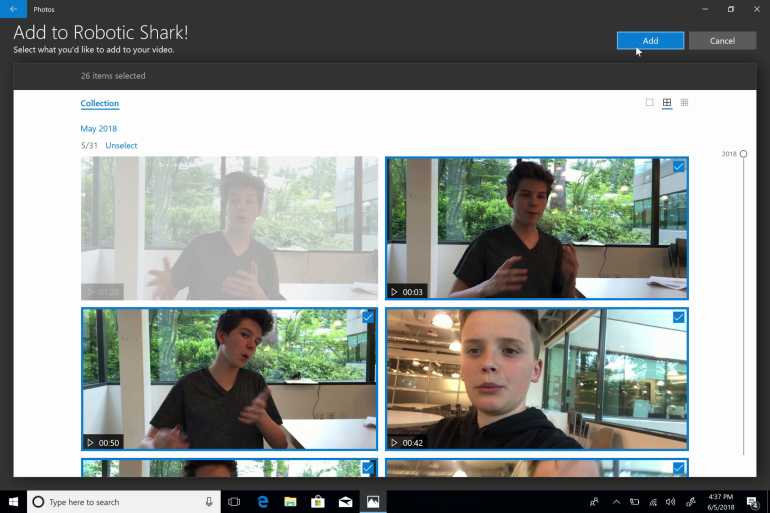 Photos
Add to Robotic Shark!
Select what you'd like to add to your video.
Add
Cancel
26 items selected
Collection
May 2018
5/31 Unselect
2018
01:20
00:03
00:50
00:42
Type here to search
4:37 PM
6/5/2018
4